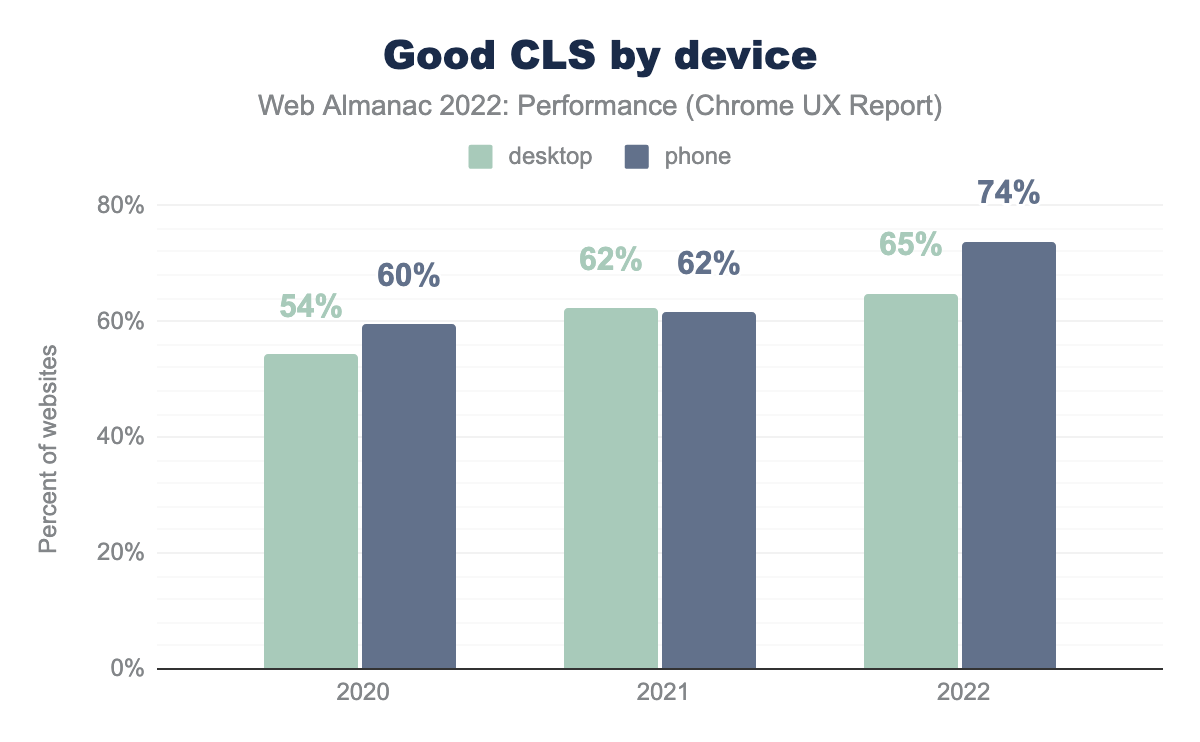 Good CLS by device
Web Almanac 2022: Performance (Chrome UX Report)
desktop phone
80%
60%
40%
20%
0%
Percent of websites
54%
60%
62%
62%
65%
74%
2020 2021 2022